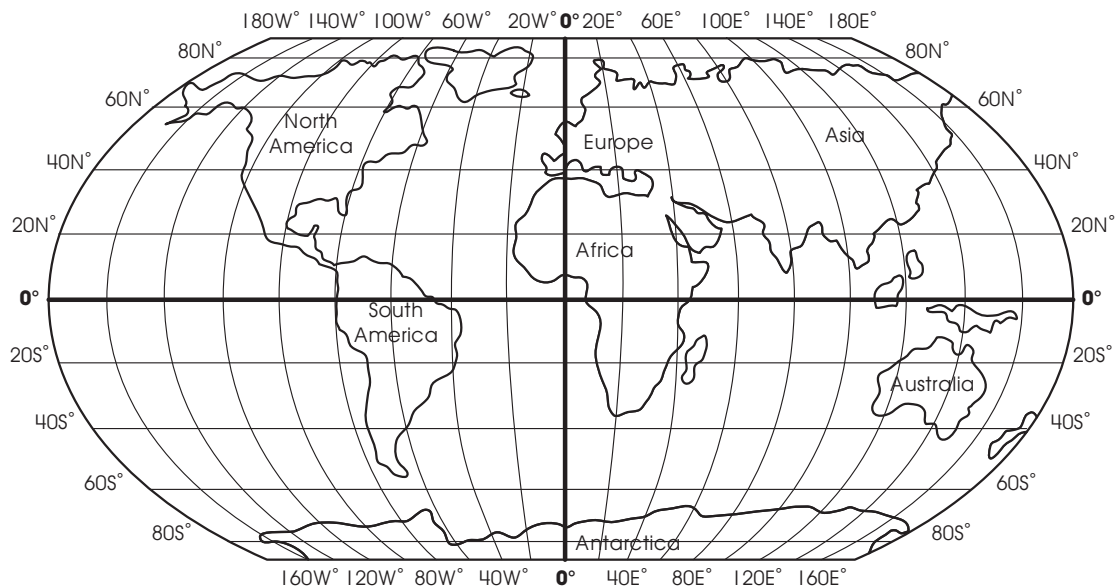 180W° 140W° 100W° 60W° 20W° 0° 20E° 60E° 100E° 140E° 180E°
80N° 80N°
60N° 60N°
North
America Europe Asia
40N° 40N°
20N° 20N°
Africa
0° 0°
South
America
20S° 20S°
Australia
40S° 40S°
60S° 60S°
80S° 80S°
Antarctica
160W° 120W° 80W° 40W° 0° 40E° 80E° 120E° 160E°